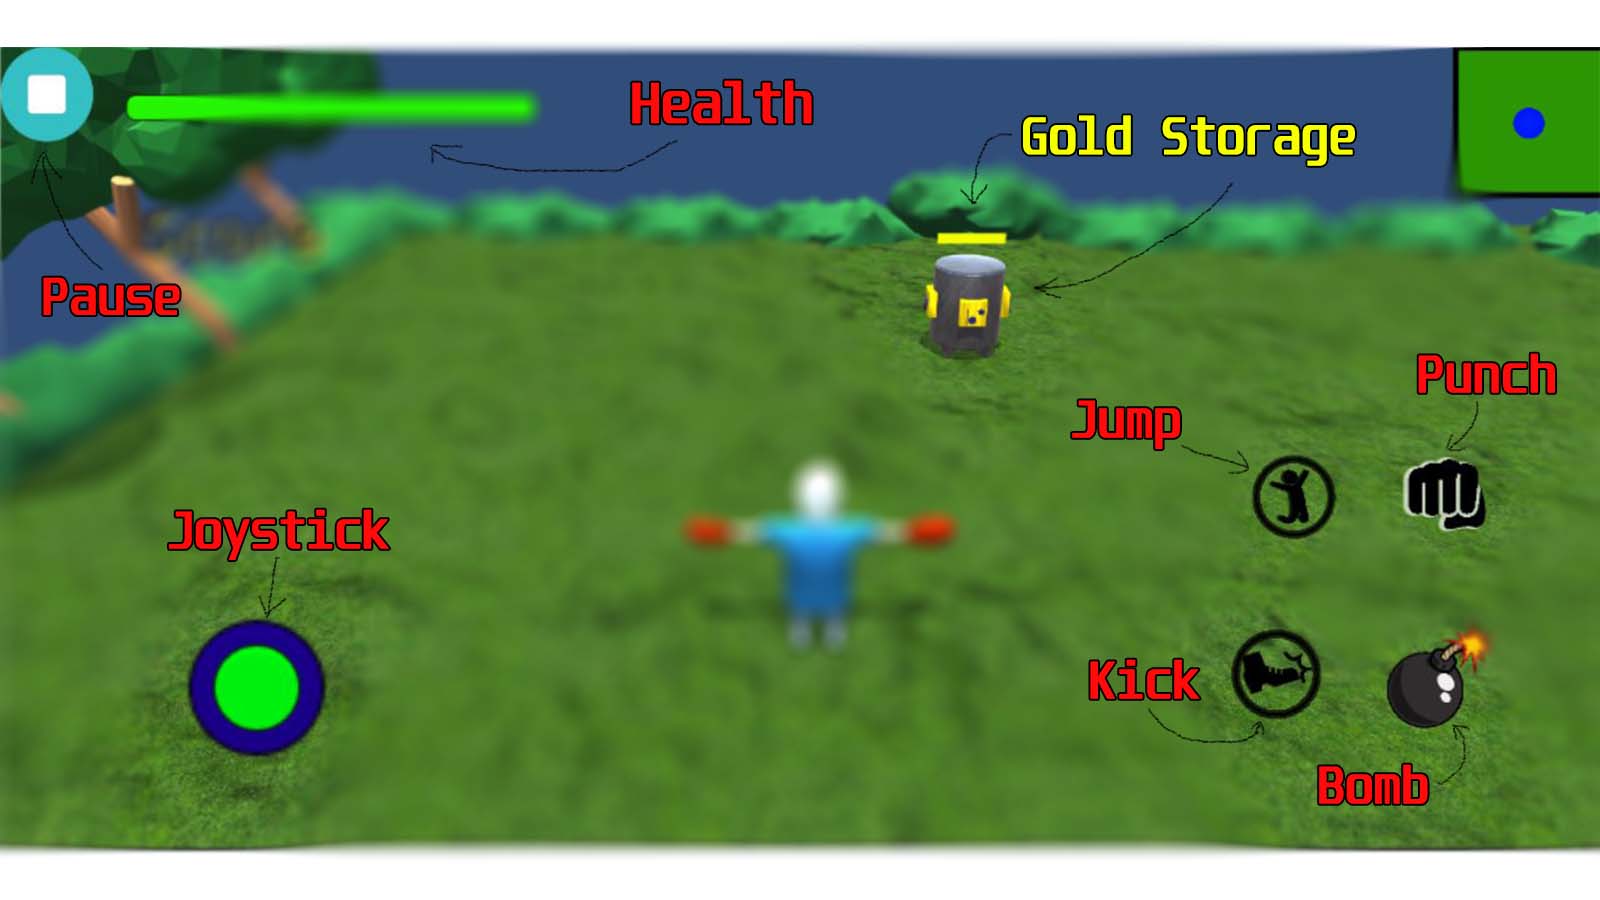 Health
Gold Storage
Pause
Punch
Jump
Joystick
Kick
Bomb